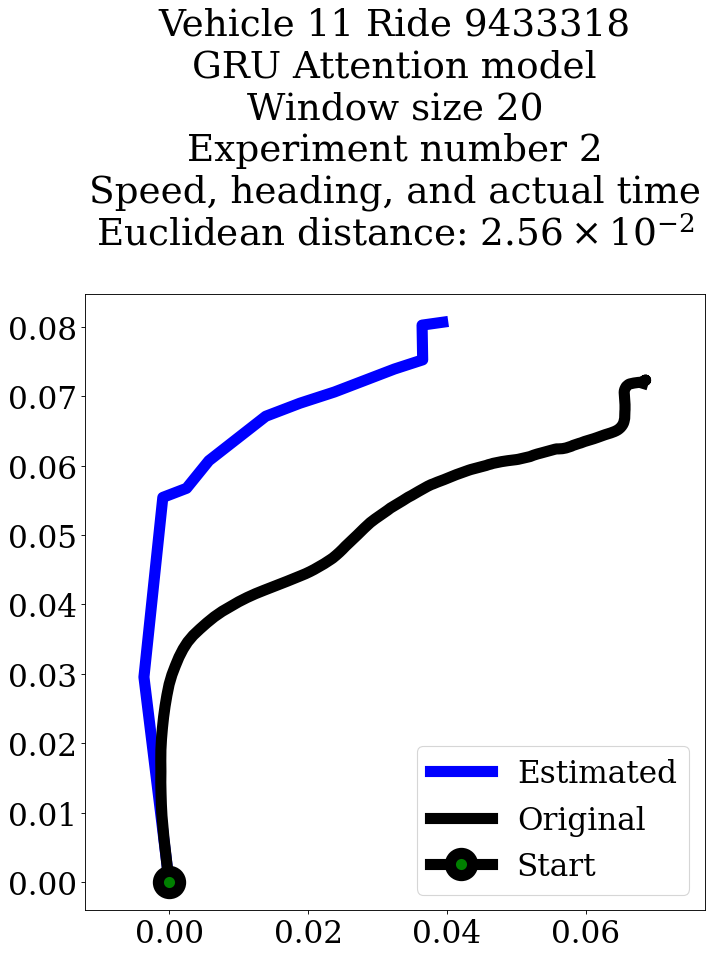 Vehicle 11 Ride 9433318
GRU Attention model
Window size 20
Experiment number 2
Speed, heading, and actual time
Euclidean distance: 2.56 × 10⁻²
0.08
0.07
0.06
0.05
0.04
0.03
0.02
0.01
0.00
Estimated
Original
Start
0.00 0.02 0.04 0.06